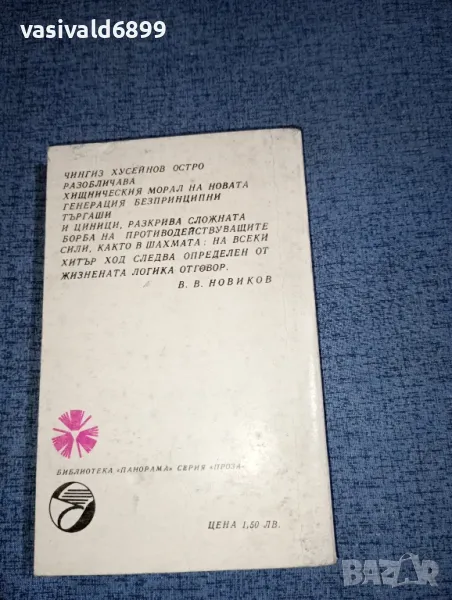 vasivald6899
ЧИНГИЗ ХУСЕЙНОВ ОСТРО
РАЗОБЛИЧАВА
ХИЩНИЧЕСКИЯ МОРАЛ НА НОВАТА
ГЕНЕРАЦИЯ БЕЗПРИНЦИПНИ
ТЪРГАШИ
И ЦИНИЦИ, РАЗКРИВА СЛОЖНАТА
БОРБА НА ПРОТИВОДЕЙСТВУВАЩИТЕ
СИЛИ, КАКТО В ШАХМАТА: НА ВСЕКИ
ХИТЪР ХОД СЛЕДВА ОПРЕДЕЛЕН ОТ
ЖИЗНЕНАТА ЛОГИКА ОТГОВОР.
В. В. НОВИКОВ
БИБЛИОТЕКА «ПАНОРАМА» СЕРИЯ «ПРОЗА»
ЦЕНА 1,50 ЛВ.
BAZAR